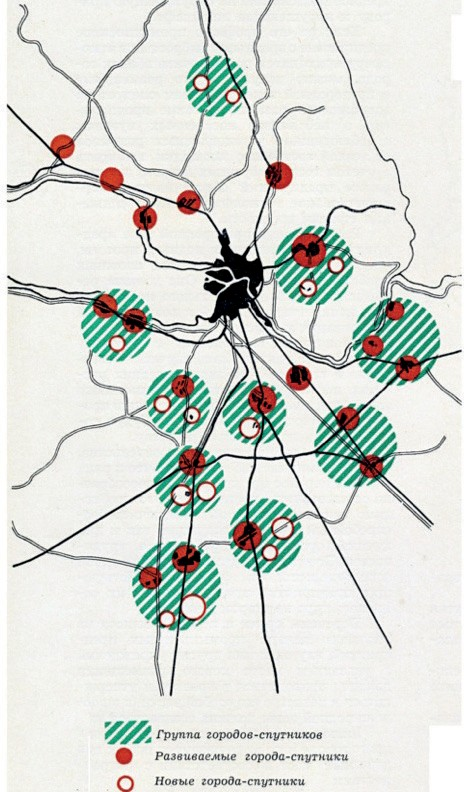 Группа городов-спутников
Развиваемые города-спутники
Новые города-спутники